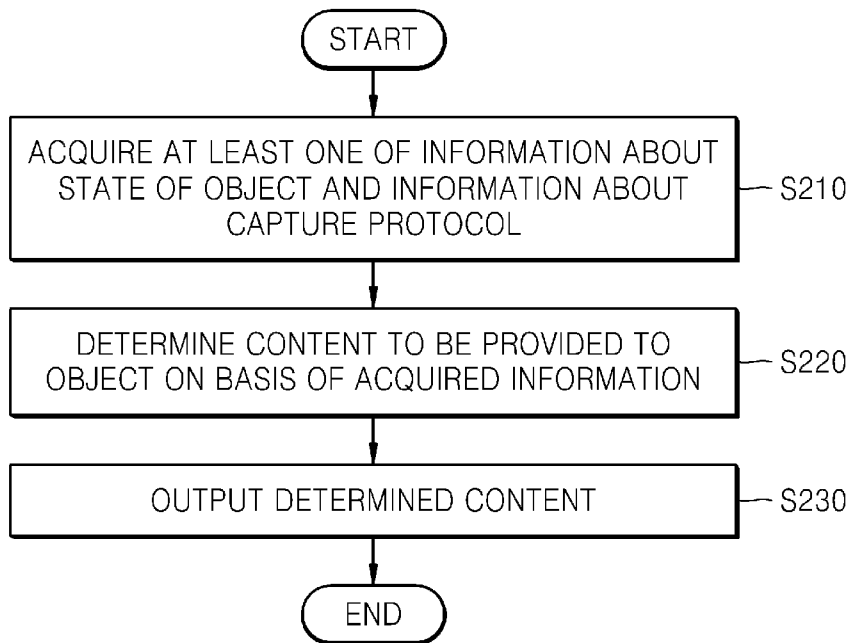 START
ACQUIRE AT LEAST ONE OF INFORMATION ABOUT
STATE OF OBJECT AND INFORMATION ABOUT
CAPTURE PROTOCOL
S210
DETERMINE CONTENT TO BE PROVIDED TO
OBJECT ON BASIS OF ACQUIRED INFORMATION
S220
OUTPUT DETERMINED CONTENT
S230
END